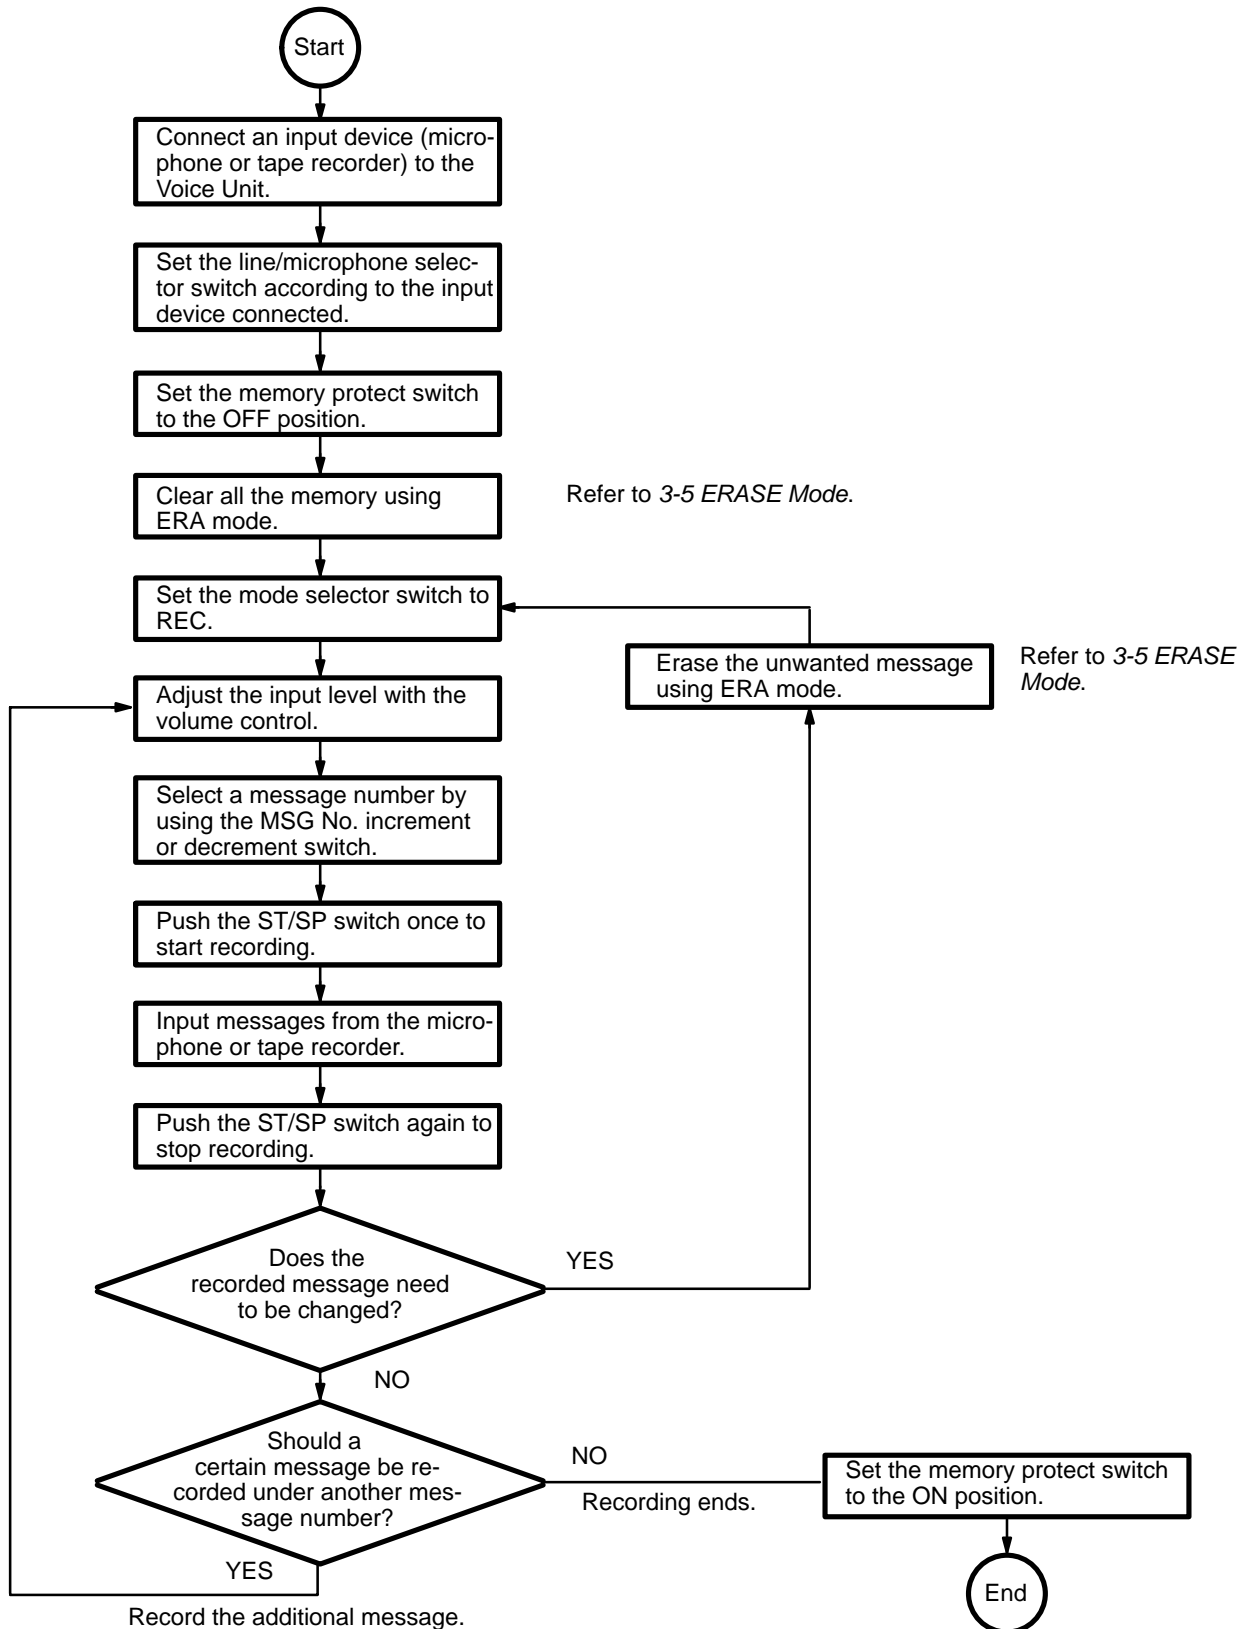 Start
Connect an input device (micro-
phone or tape recorder) to the
Voice Unit.
Set the line/microphone selec-
tor switch according to the input
device connected.
Set the memory protect switch
to the OFF position.
Clear all the memory using
ERA mode.
Refer to 3-5 ERASE Mode.
Set the mode selector switch to
REC.
Erase the unwanted message
using ERA mode.
Refer to 3-5 ERASE
Mode.
Adjust the input level with the
volume control.
Select a message number by
using the MSG No. increment
or decrement switch.
Push the ST/SP switch once to
start recording.
Input messages from the micro-
phone or tape recorder.
Push the ST/SP switch again to
stop recording.
Does the
recorded message need
to be changed?
YES
NO
Should a
certain message be re-
corded under another mes-
sage number?
NO
Recording ends.
Set the memory protect switch
to the ON position.
YES
Record the additional message.
End